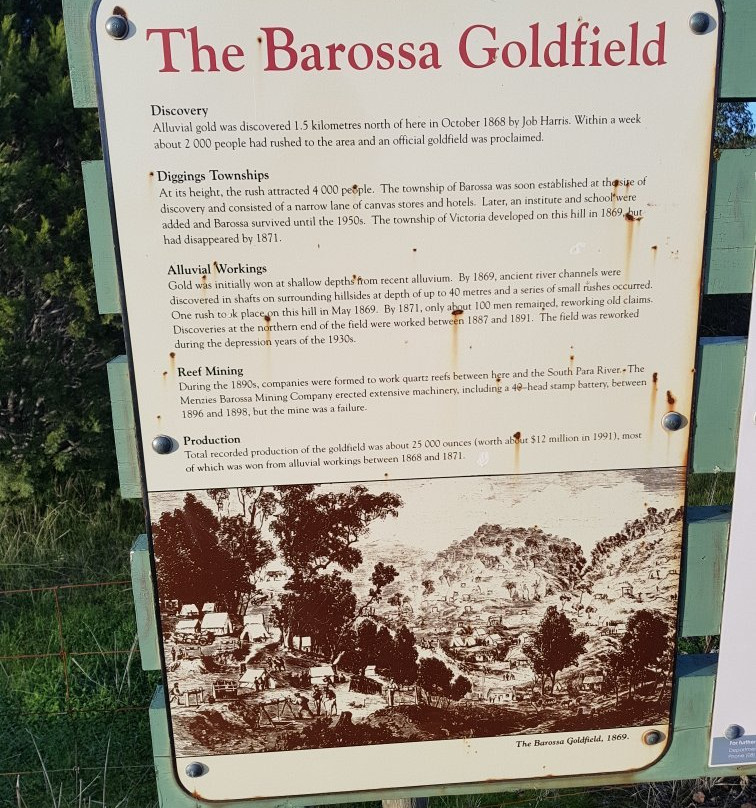 The Barossa Goldfield
Discovery
Alluvial gold was discovered 1.5 kilometres north of here in October 1868 by Job Harris. Within a week
about 2 000 people had rushed to the area and an official goldfield was proclaimed.
Diggings Townships
At its height, the rush attracted 4 000 people. The township of Barossa was soon established at the site of
discovery and consisted of a narrow lane of canvas stores and hotels. Later, an institute and school were
added and Barossa survived until the 1950s. The township of Victoria developed on this hill in 1869, but
had disappeared by 1871.
Alluvial Workings
Gold was initially won at shallow depths from recent alluvium. By 1869, ancient river channels were
discovered in shafts on surrounding hillsides at depth of up to 40 metres and a series of small rushes occurred.
One rush took place on this hill in May 1869. By 1871, only about 100 men remained, reworking old claims.
Discoveries at the northern end of the field were worked between 1887 and 1891. The field was reworked
during the depression years of the 1930s.
Reef Mining
During the 1890s, companies were formed to work quartz reefs between here and the South Para River. The
Menzies Barossa Mining Company erected extensive machinery, including a 40-head stamp battery, between
1896 and 1898, but the mine was a failure.
Production
Total recorded production of the goldfield was about 25 000 ounces (worth about $12 million in 1991), most
of which was won from alluvial workings between 1868 and 1871.
The Barossa Goldfield, 1869.
For further